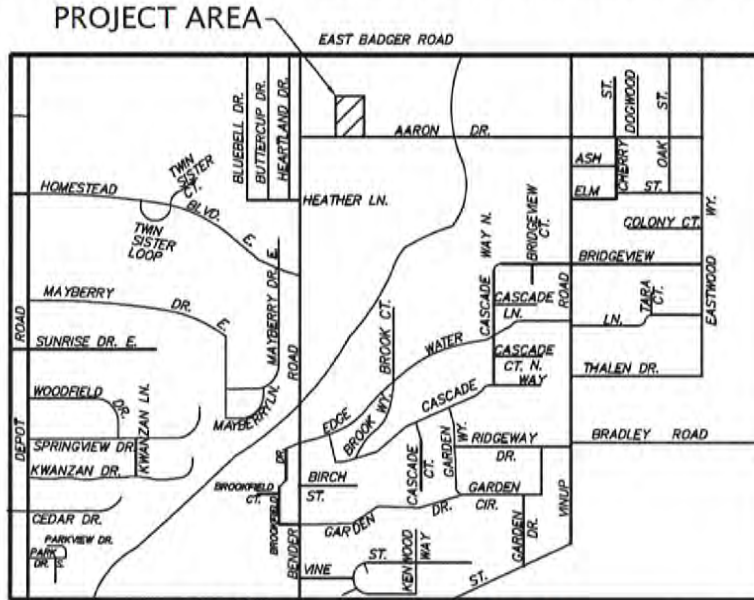 PROJECT AREA
EAST BADGER ROAD
BLUEBELL DR.
BUTTERCUP DR.
HEARTLAND DR.
AARON DR.
ST.
DOGWOOD
ST.
ASH
CHERRY
OAK
ELM
ST.
TWIN
SISTER
CT.
HOMESTEAD
BLVD.
E.
TWIN
SISTER
LOOP
HEATHER LN.
COLONY CT.
WY.
CASCADE WAY N.
BRIDGEVIEW
CT.
BRIDGEVIEW
EASTWOOD
MAYBERRY
DR.
E.
MAYBERRY DR. E.
CASCADE
LN.
ROAD
TARA
CT.
LN.
ROAD
SUNRISE DR. E.
ROAD
BROOK CT.
WATER
CASCADE
CT. N.
WAY
THALEN DR.
WOODFIELD
DR.
KWANZAN LN.
MAYBERRY LN.
EDGE
BROOK WY.
CASCADE
DEPOT
SPRINGVIEW DR.
KWANZAN DR.
DR.
BROOKFIELD
CT.
BROOKFIELD
BIRCH
ST.
CASCADE
CT.
GARDEN
WY.
RIDGEWAY
DR.
BRADLEY ROAD
CEDAR DR.
GARDEN
DR.
GARDEN
CIR.
GARDEN
DR.
VINUP
PARKVIEW DR.
PARK
DR. S.
BENDER
VINE
ST.
KENWOOD
WAY
ST.